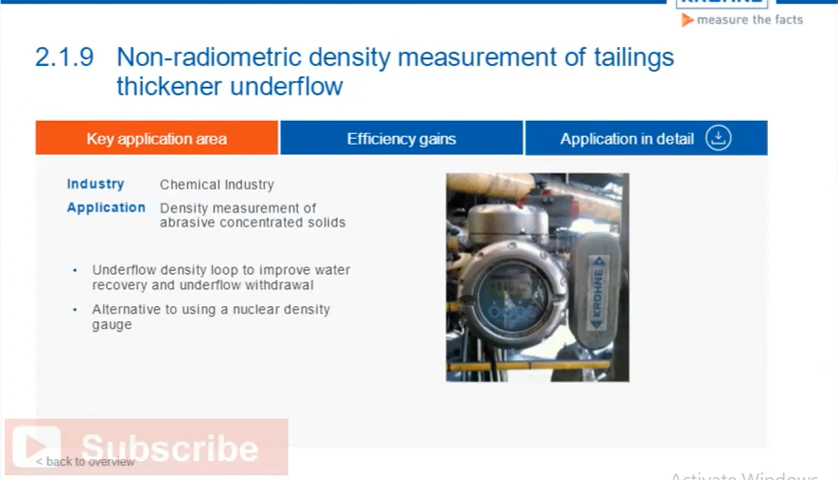 KROHNE
measure the facts
2.1.9 Non-radiometric density measurement of tailings
thickener underflow
Key application area
Efficiency gains
Application in detail
Industry Chemical Industry
Application Density measurement of
abrasive concentrated solids
• Underflow density loop to improve water
recovery and underflow withdrawal
• Alternative to using a nuclear density
gauge
KROHNE
Subscribe
< back to overview
Activate Windows